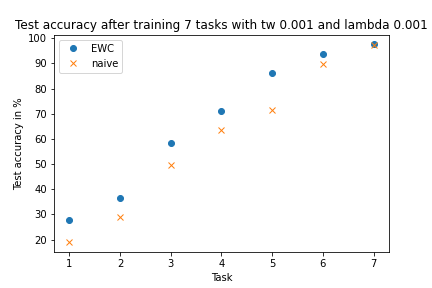 Test accuracy after training 7 tasks with tw 0.001 and lambda 0.001
EWC
naive
100
90
80
70
60
50
40
30
20
Test accuracy in %
1 2 3 4 5 6 7
Task